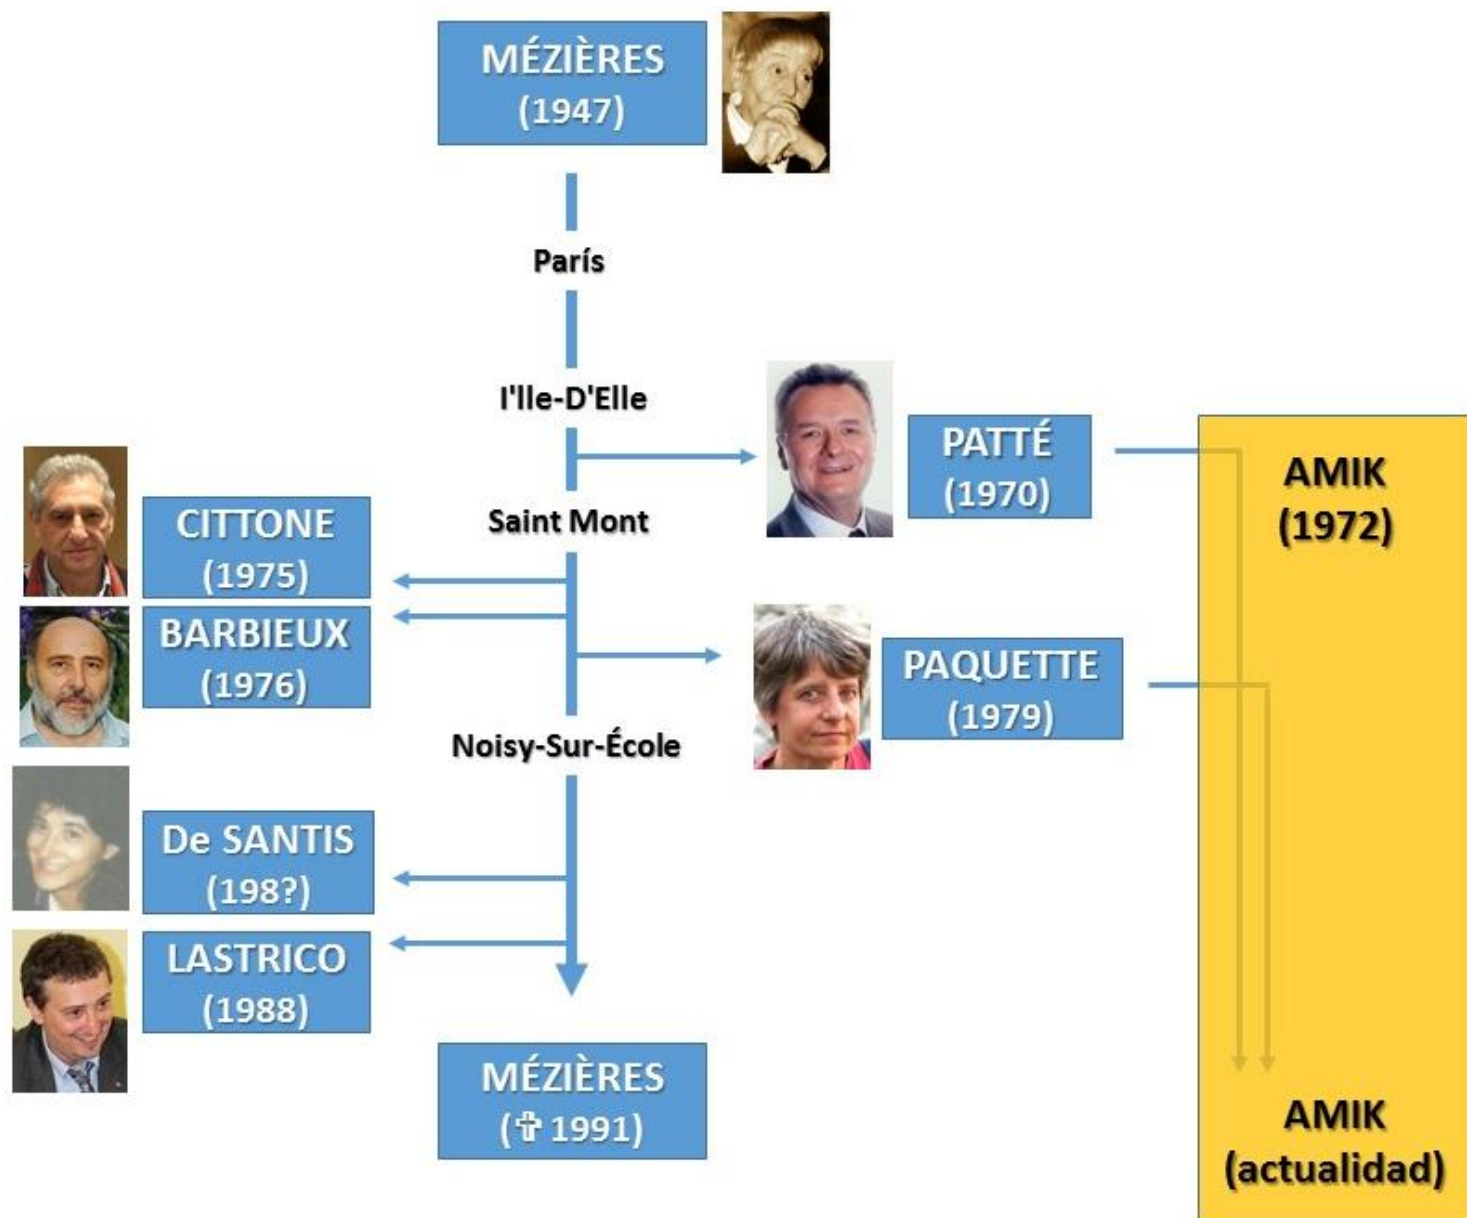 MÉZIÈRES
(1947)
París
I'lle-D'Elle
PATTÉ
(1970)
AMIK
(1972)
Saint Mont
CITTONE
(1975)
BARBIEUX
(1976)
PAQUETTE
(1979)
Noisy-Sur-École
De SANTIS
(198?)
LASTRICO
(1988)
MÉZIÈRES
(✞ 1991)
AMIK
(actualidad)